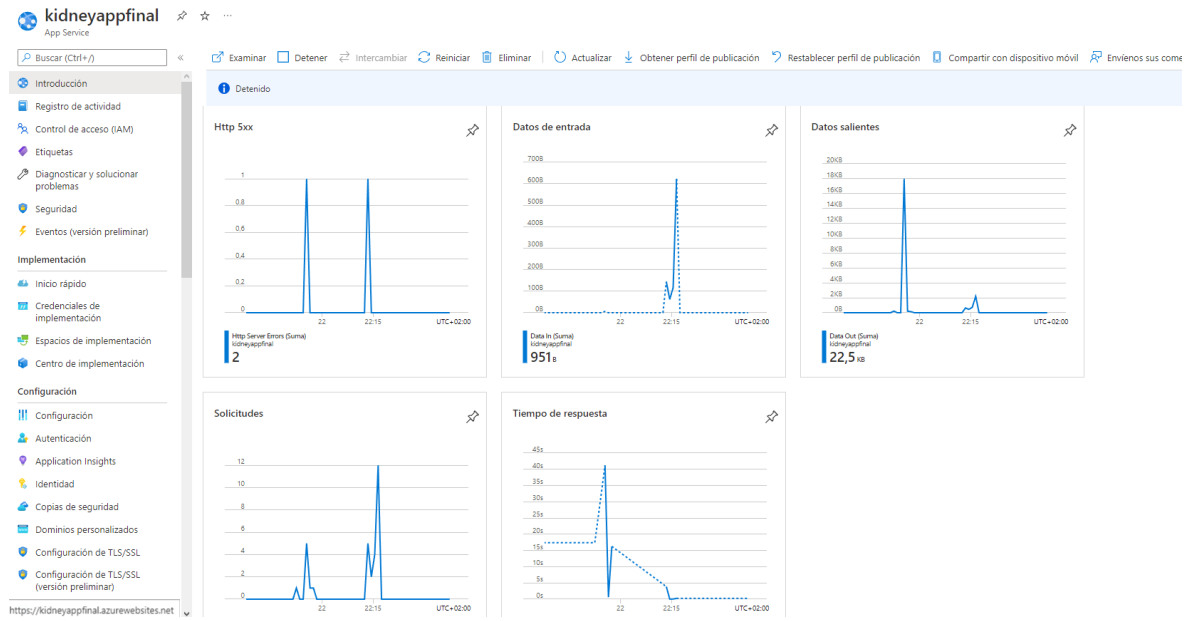 kidneyappfinal
App Service
Buscar (Ctrl+/)
«
Introducción
Registro de actividad
Control de acceso (IAM)
Etiquetas
Diagnosticar y solucionar
problemas
Seguridad
Eventos (versión preliminar)
Implementación
Inicio rápido
Credenciales de
implementación
Espacios de implementación
Centro de implementación
Configuración
Configuración
Autenticación
Application Insights
Identidad
Copias de seguridad
Dominios personalizados
Configuración de TLS/SSL
Configuración de TLS/SSL
(versión preliminar)
https://kidneyappfinal.azurewebsites.net
Examinar Detener Intercambiar Reiniciar Eliminar Actualizar Obtener perfil de publicación Restablecer perfil de publicación Compartir con dispositivo móvil Envíenos sus come
Detenido
Http 5xx
1
0.8
0.6
0.4
0.2
0
22 22:15 UTC+02:00
Http Server Errors (Suma)
kidneyappfinal
2
Datos de entrada
700B
600B
500B
400B
300B
200B
100B
0B
22 22:15 UTC+02:00
Data In (Suma)
kidneyappfinal
951 B
Datos salientes
20KB
18KB
16KB
14KB
12KB
10KB
8KB
6KB
4KB
2KB
0B
22 22:15 UTC+02:00
Data Out (Suma)
kidneyappfinal
22,5 KB
Solicitudes
12
10
8
6
4
2
0
22 22:15 UTC+02:00
Tiempo de respuesta
45s
40s
35s
30s
25s
20s
15s
10s
5s
0s
22 22:15 UTC+02:00